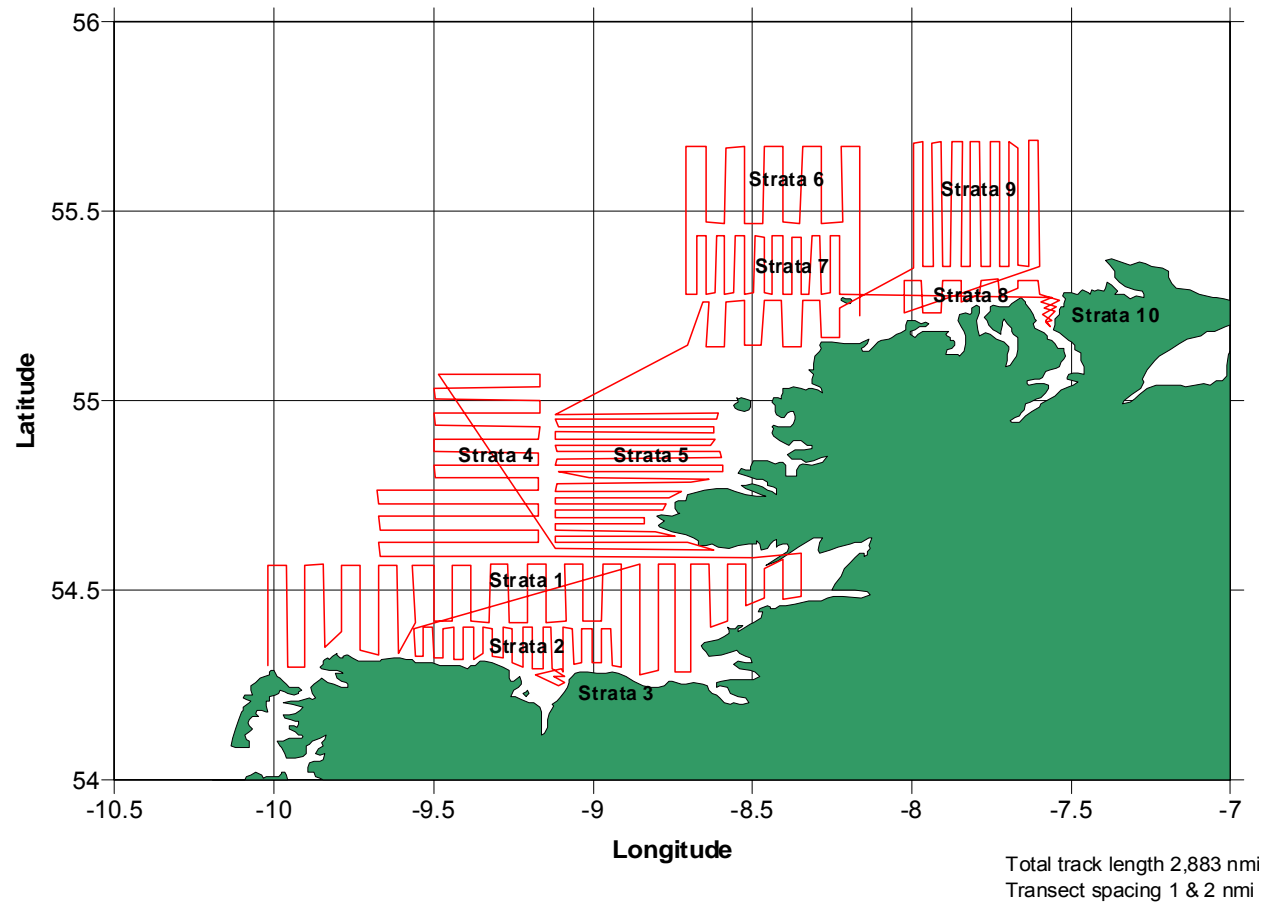 56
55.5
55
54.5
54
Latitude
Strata 6
Strata 9
Strata 7
Strata 8
Strata 10
Strata 4
Strata 5
Strata 1
Strata 2
Strata 3
-10.5
-10
-9.5
-9
-8.5
-8
-7.5
-7
Longitude
Total track length 2,883 nmi
Transect spacing 1 & 2 nmi